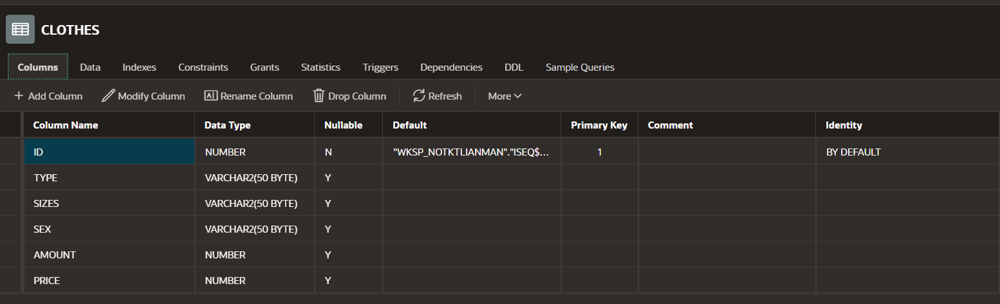 CLOTHES
Columns Data Indexes Constraints Grants Statistics Triggers Dependencies DDL Sample Queries
+ Add Column Modify Column AI Rename Column Drop Column Refresh More
Column Name Data Type Nullable Default Primary Key Comment Identity
ID NUMBER N "WKSP_NOTKTLIANMAN"."ISEQ$... 1 BY DEFAULT
TYPE VARCHAR2(50 BYTE) Y
SIZES VARCHAR2(50 BYTE) Y
SEX VARCHAR2(50 BYTE) Y
AMOUNT NUMBER Y
PRICE NUMBER Y